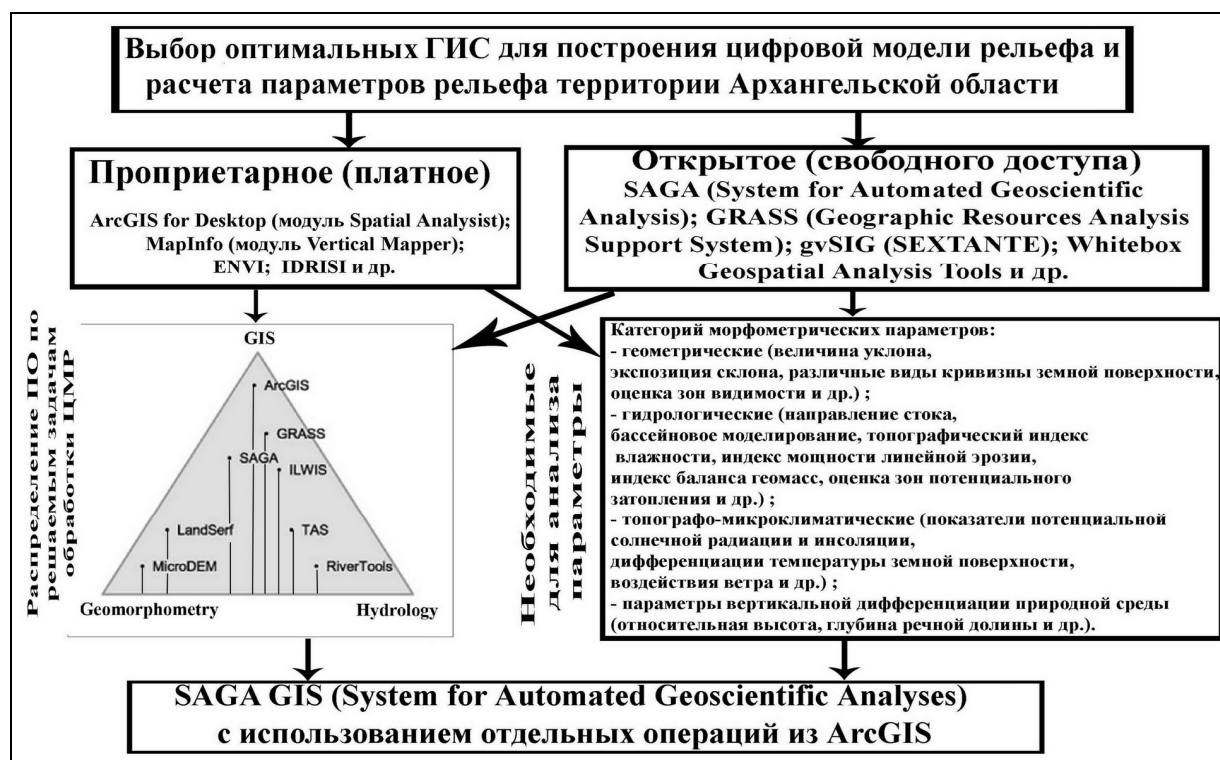 Выбор оптимальных ГИС для построения цифровой модели рельефа и
расчета параметров рельефа территории Архангельской области
Проприетарное (платное)
ArcGIS for Desktop (модуль Spatial Analysist);
MapInfo (модуль Vertical Mapper);
ENVI; IDRISI и др.
Открытое (свободного доступа)
SAGA (System for Automated Geoscientific
Analysis); GRASS (Geographic Resources Analysis
Support System); gvSIG (SEXTANTE); Whitebox
Geospatial Analysis Tools и др.
Распределение ПО по
решаемым задачам
обработки ЦМР
GIS
ArcGIS
GRASS
SAGA
ILWIS
LandSerf
TAS
MicroDEM
RiverTools
Geomorphometry
Hydrology
Необходимые
для анализа
параметры
Категорий морфометрических параметров:
- геометрические (величина уклона,
экспозиция склона, различные виды кривизны земной поверхности,
оценка зон видимости и др.) ;
- гидрологические (направление стока,
бассейновое моделирование, топографический индекс
влажности, индекс мощности линейной эрозии,
индекс баланса геомасс, оценка зон потенциального
затопления и др.) ;
- топографо-микроклиматические (показатели потенциальной
солнечной радиации и инсоляции,
дифференциации температуры земной поверхности,
воздействия ветра и др.) ;
- параметры вертикальной дифференциации природной среды
(относительная высота, глубина речной долины и др.).
SAGA GIS (System for Automated Geoscientific Analyses)
с использованием отдельных операций из ArcGIS